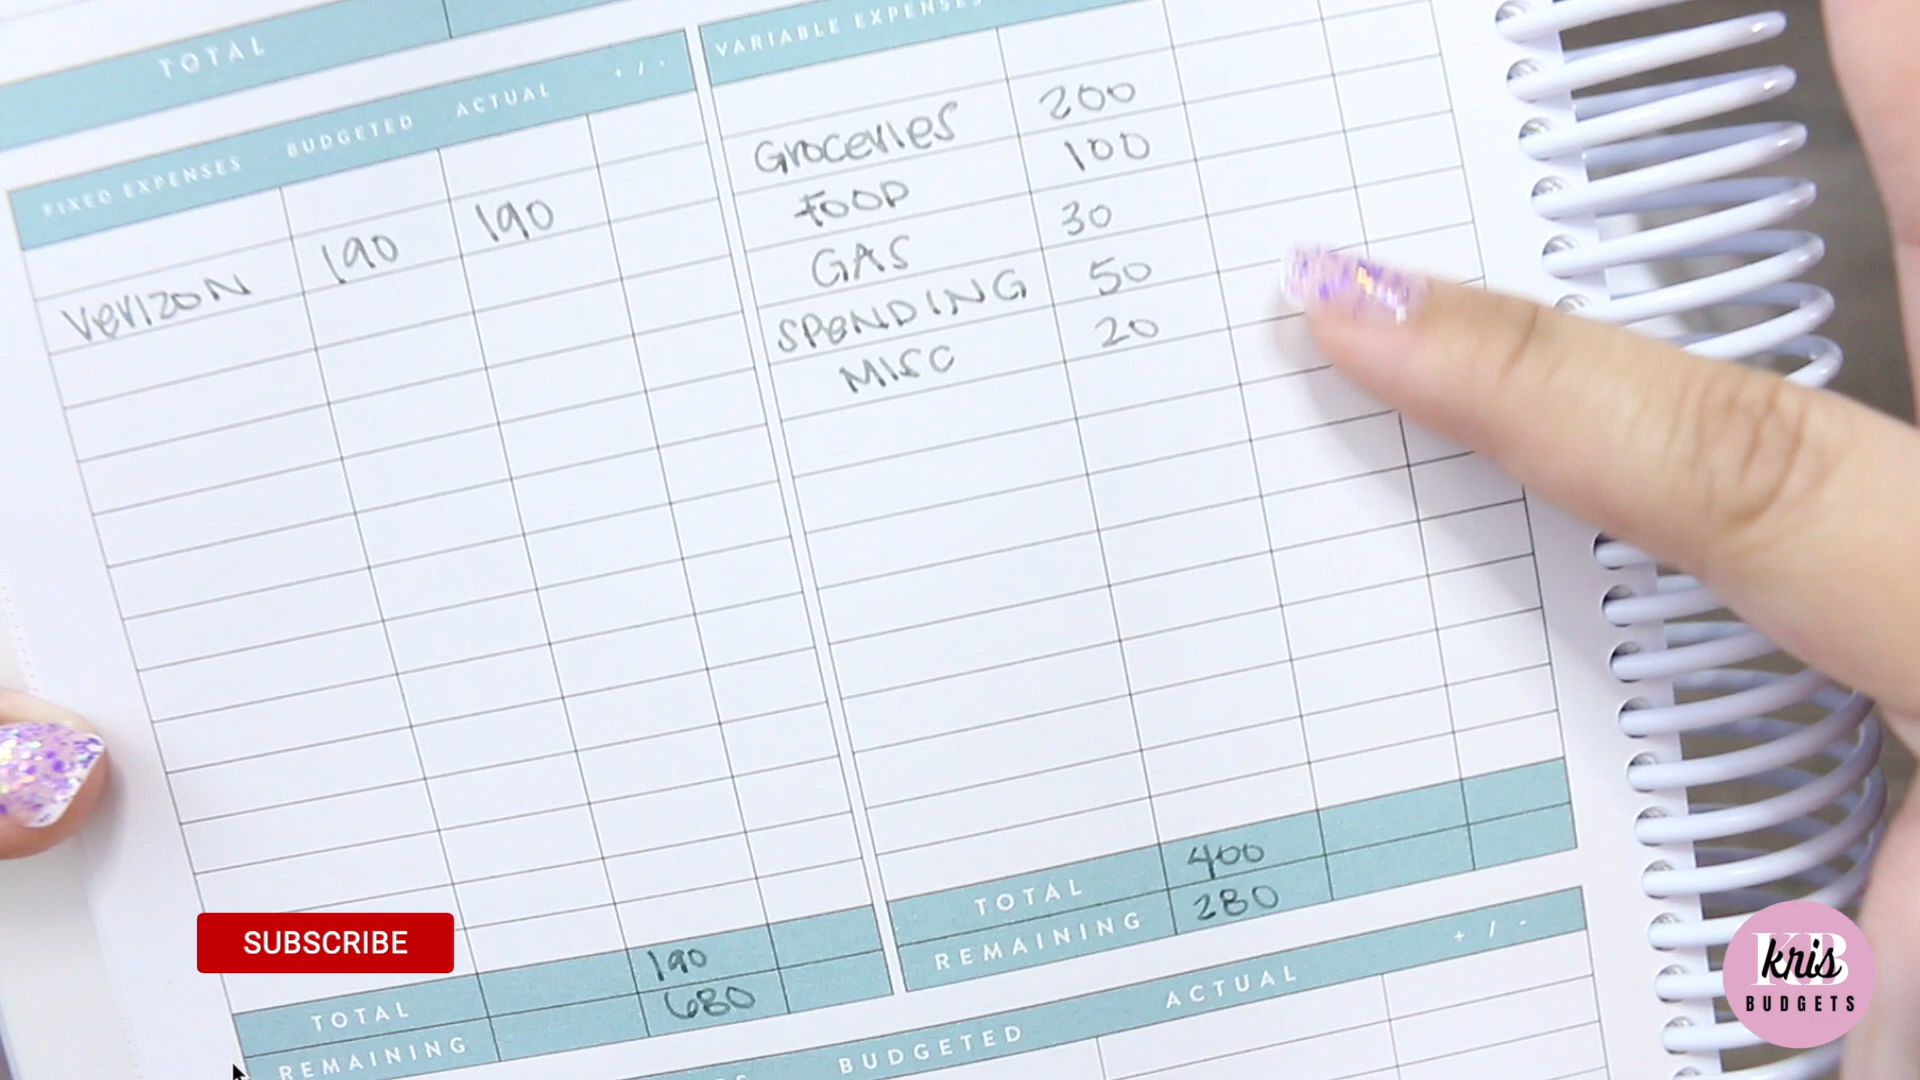 TOTAL
FIXED EXPENSES BUDGETED ACTUAL + / -
Verizon 190 190
TOTAL 190
REMAINING 680
VARIABLE EXPENSES
Groceries 200
FOOD 100
GAS 30
SPENDING 50
MISC 20
TOTAL 400
REMAINING 280
BUDGETED ACTUAL + / -
SUBSCRIBE
KB
kris
BUDGETS